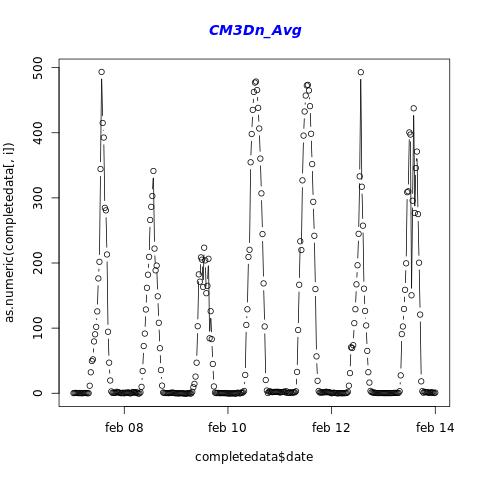 CM3Dn_Avg
as.numeric(completedata[, i])
500
400
300
200
100
0
feb 08
feb 10
feb 12
feb 14
completedata$date